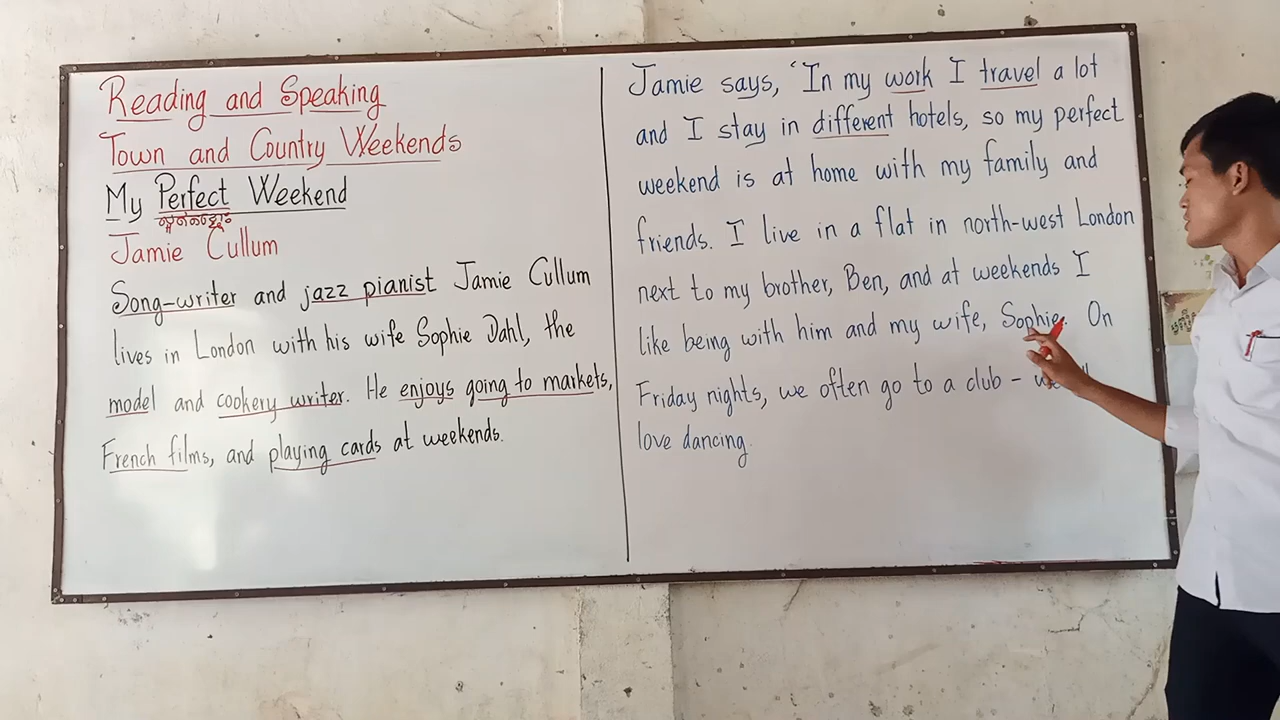 Reading and Speaking
Town and Country Weekends
My Perfect Weekend
Jamie Cullum
Song-writer and jazz pianist Jamie Cullum
lives in London with his wife Sophie Dahl, the
model and cookery writer. He enjoys going to markets,
French films, and playing cards at weekends.
Jamie says, 'In my work I travel a lot
and I stay in different hotels, so my perfect
weekend is at home with my family and
friends. I live in a flat in north-west London
next to my brother, Ben, and at weekends I
like being with him and my wife, Sophie. On
Friday nights, we often go to a club -
love dancing.